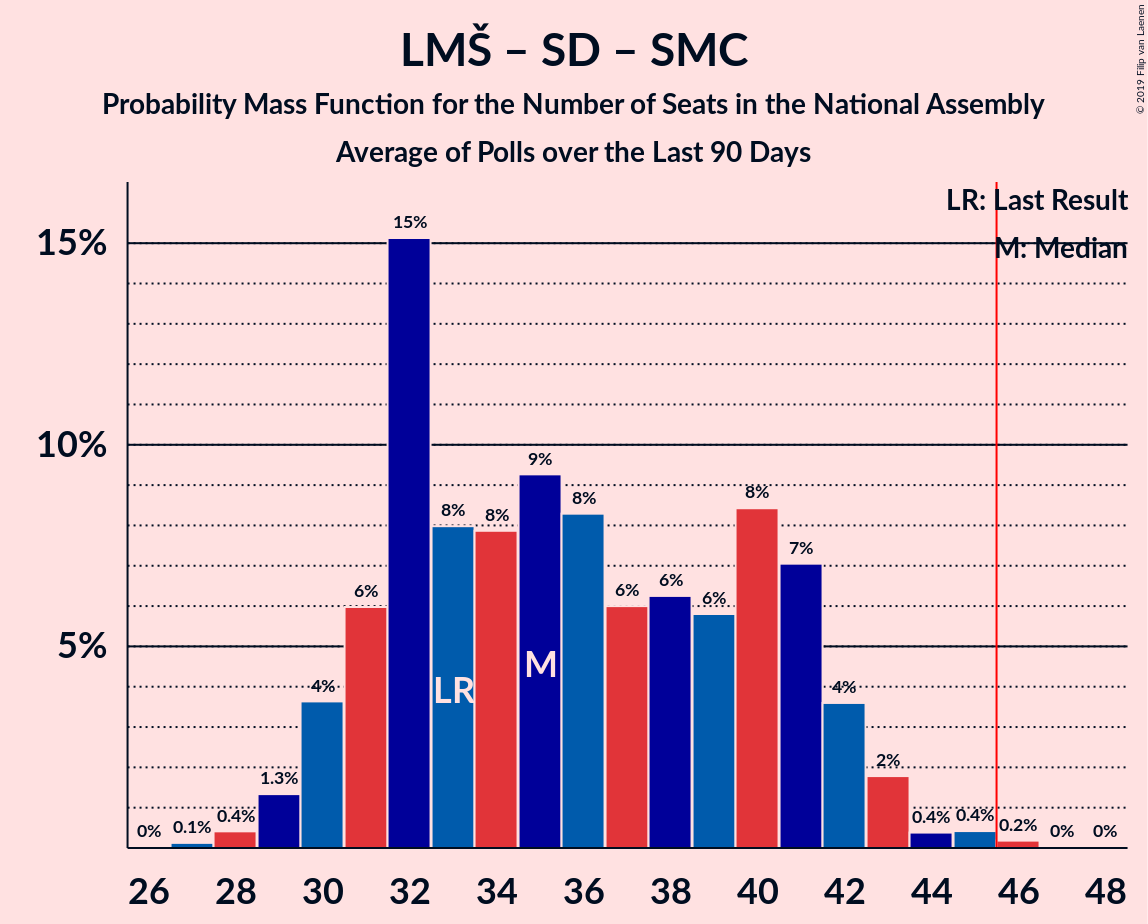 LMŠ – SD – SMC
Probability Mass Function for the Number of Seats in the National Assembly
Average of Polls over the Last 90 Days
© 2019 Filip van Laenen
LR: Last Result
M: Median
15%
10%
5%
0%
0.1%
0.4%
1.3%
4%
6%
15%
8%
8%
9%
8%
6%
6%
6%
8%
7%
4%
2%
0.4%
0.4%
0.2%
0%
0%
LR
M
26 28 30 32 34 36 38 40 42 44 46 48